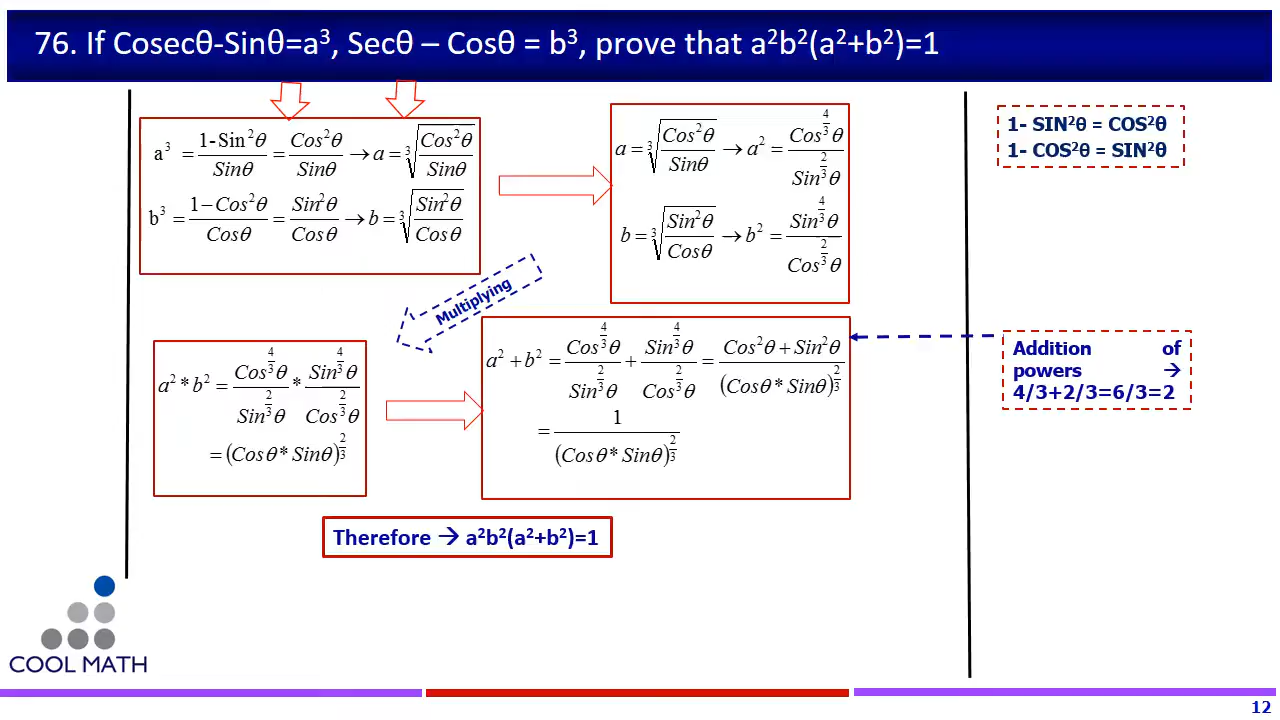 76. If Cosecθ-Sinθ=a³, Secθ – Cosθ = b³, prove that a²b²(a²+b²)=1
a³ = (1-Sin²θ)/Sinθ = Cos²θ/Sinθ → a = ∛(Cos²θ/Sinθ)
b³ = (1−Cos²θ)/Cosθ = Sin²θ/Cosθ → b = ∛(Sin²θ/Cosθ)
a = ∛(Cos²θ/Sinθ) → a² = Cos^(4/3)θ / Sin^(2/3)θ
b = ∛(Sin²θ/Cosθ) → b² = Sin^(4/3)θ / Cos^(2/3)θ
1- SIN²θ = COS²θ
1- COS²θ = SIN²θ
Multiplying
a² * b² = Cos^(4/3)θ / Sin^(2/3)θ * Sin^(4/3)θ / Cos^(2/3)θ
= (Cosθ * Sinθ)^(2/3)
a² + b² = Cos^(4/3)θ / Sin^(2/3)θ + Sin^(4/3)θ / Cos^(2/3)θ = (Cos²θ + Sin²θ) / (Cosθ * Sinθ)^(2/3)
= 1 / (Cosθ * Sinθ)^(2/3)
Addition of
powers →
4/3+2/3=6/3=2
Therefore → a²b²(a²+b²)=1
COOL MATH
12